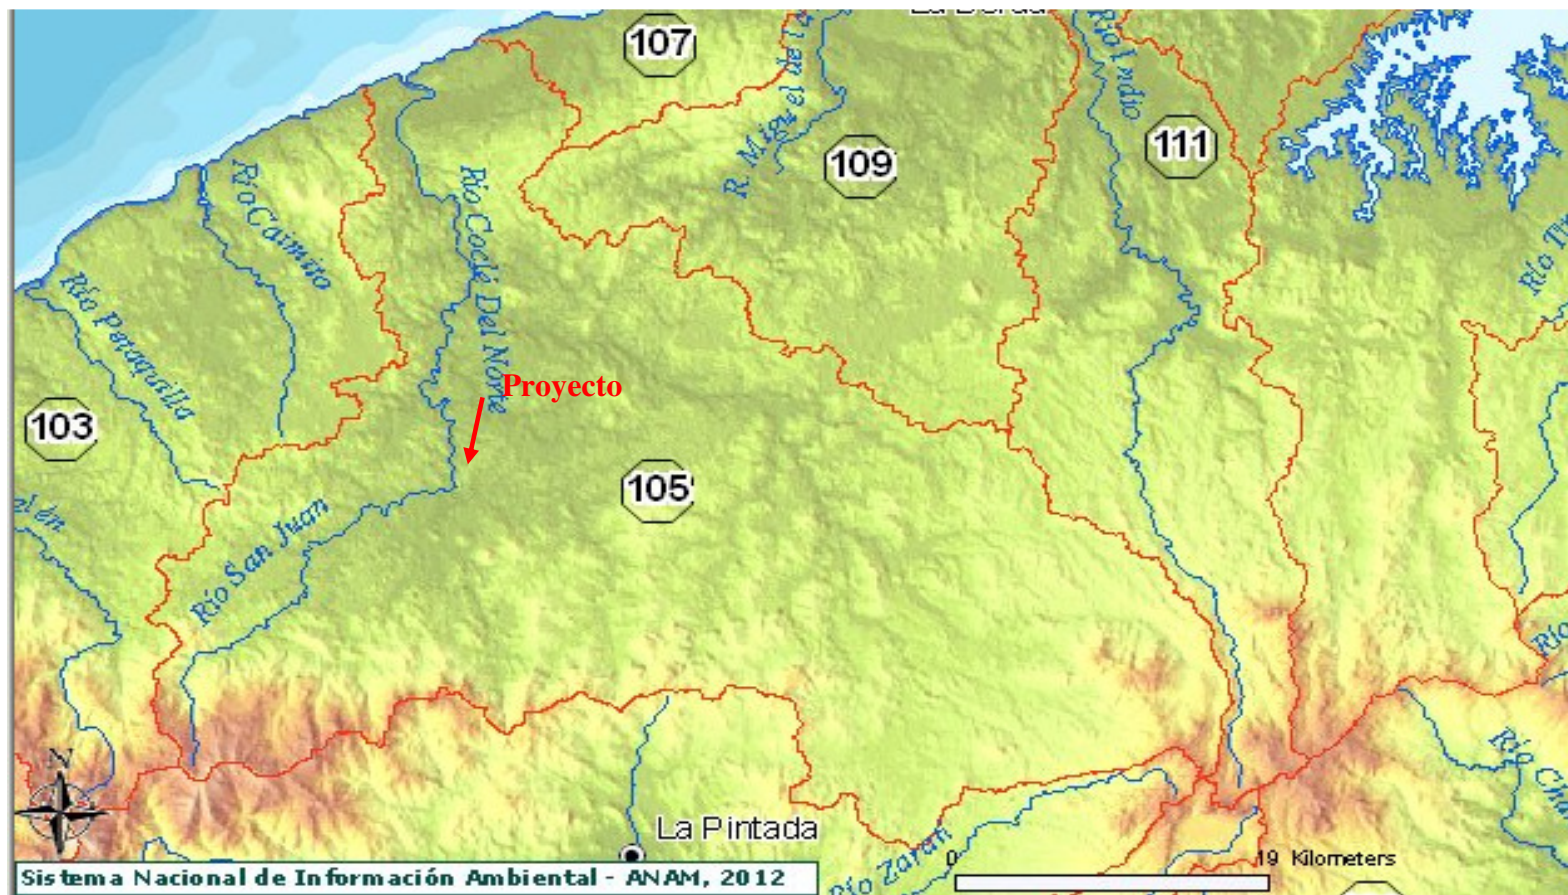 107
Río Indio
R. Miguel de la
109
111
Río Caimito
Río Coclé Del Norte
Río Petaquilla
Proyecto
103
105
Río San Juan
N
La Pintada
Río Zaratí
0
19 Kilometers
Sistema Nacional de Información Ambiental - ANAM, 2012